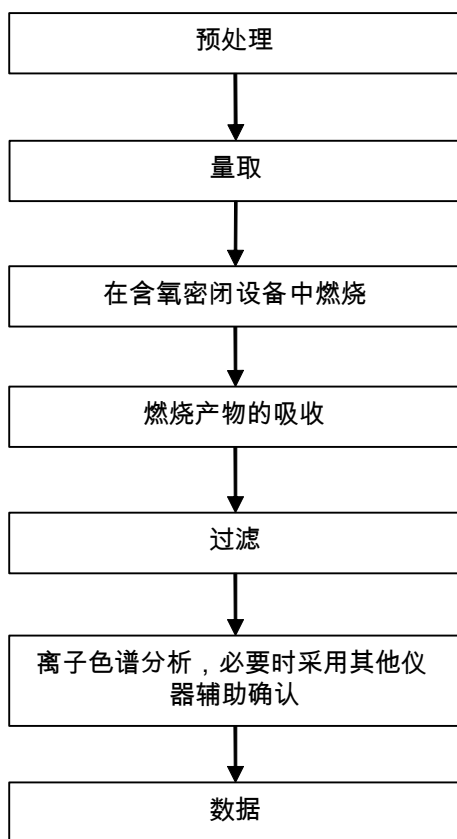 预处理
量取
在含氧密闭设备中燃烧
燃烧产物的吸收
过滤
离子色谱分析，必要时采用其他仪
器辅助确认
数据